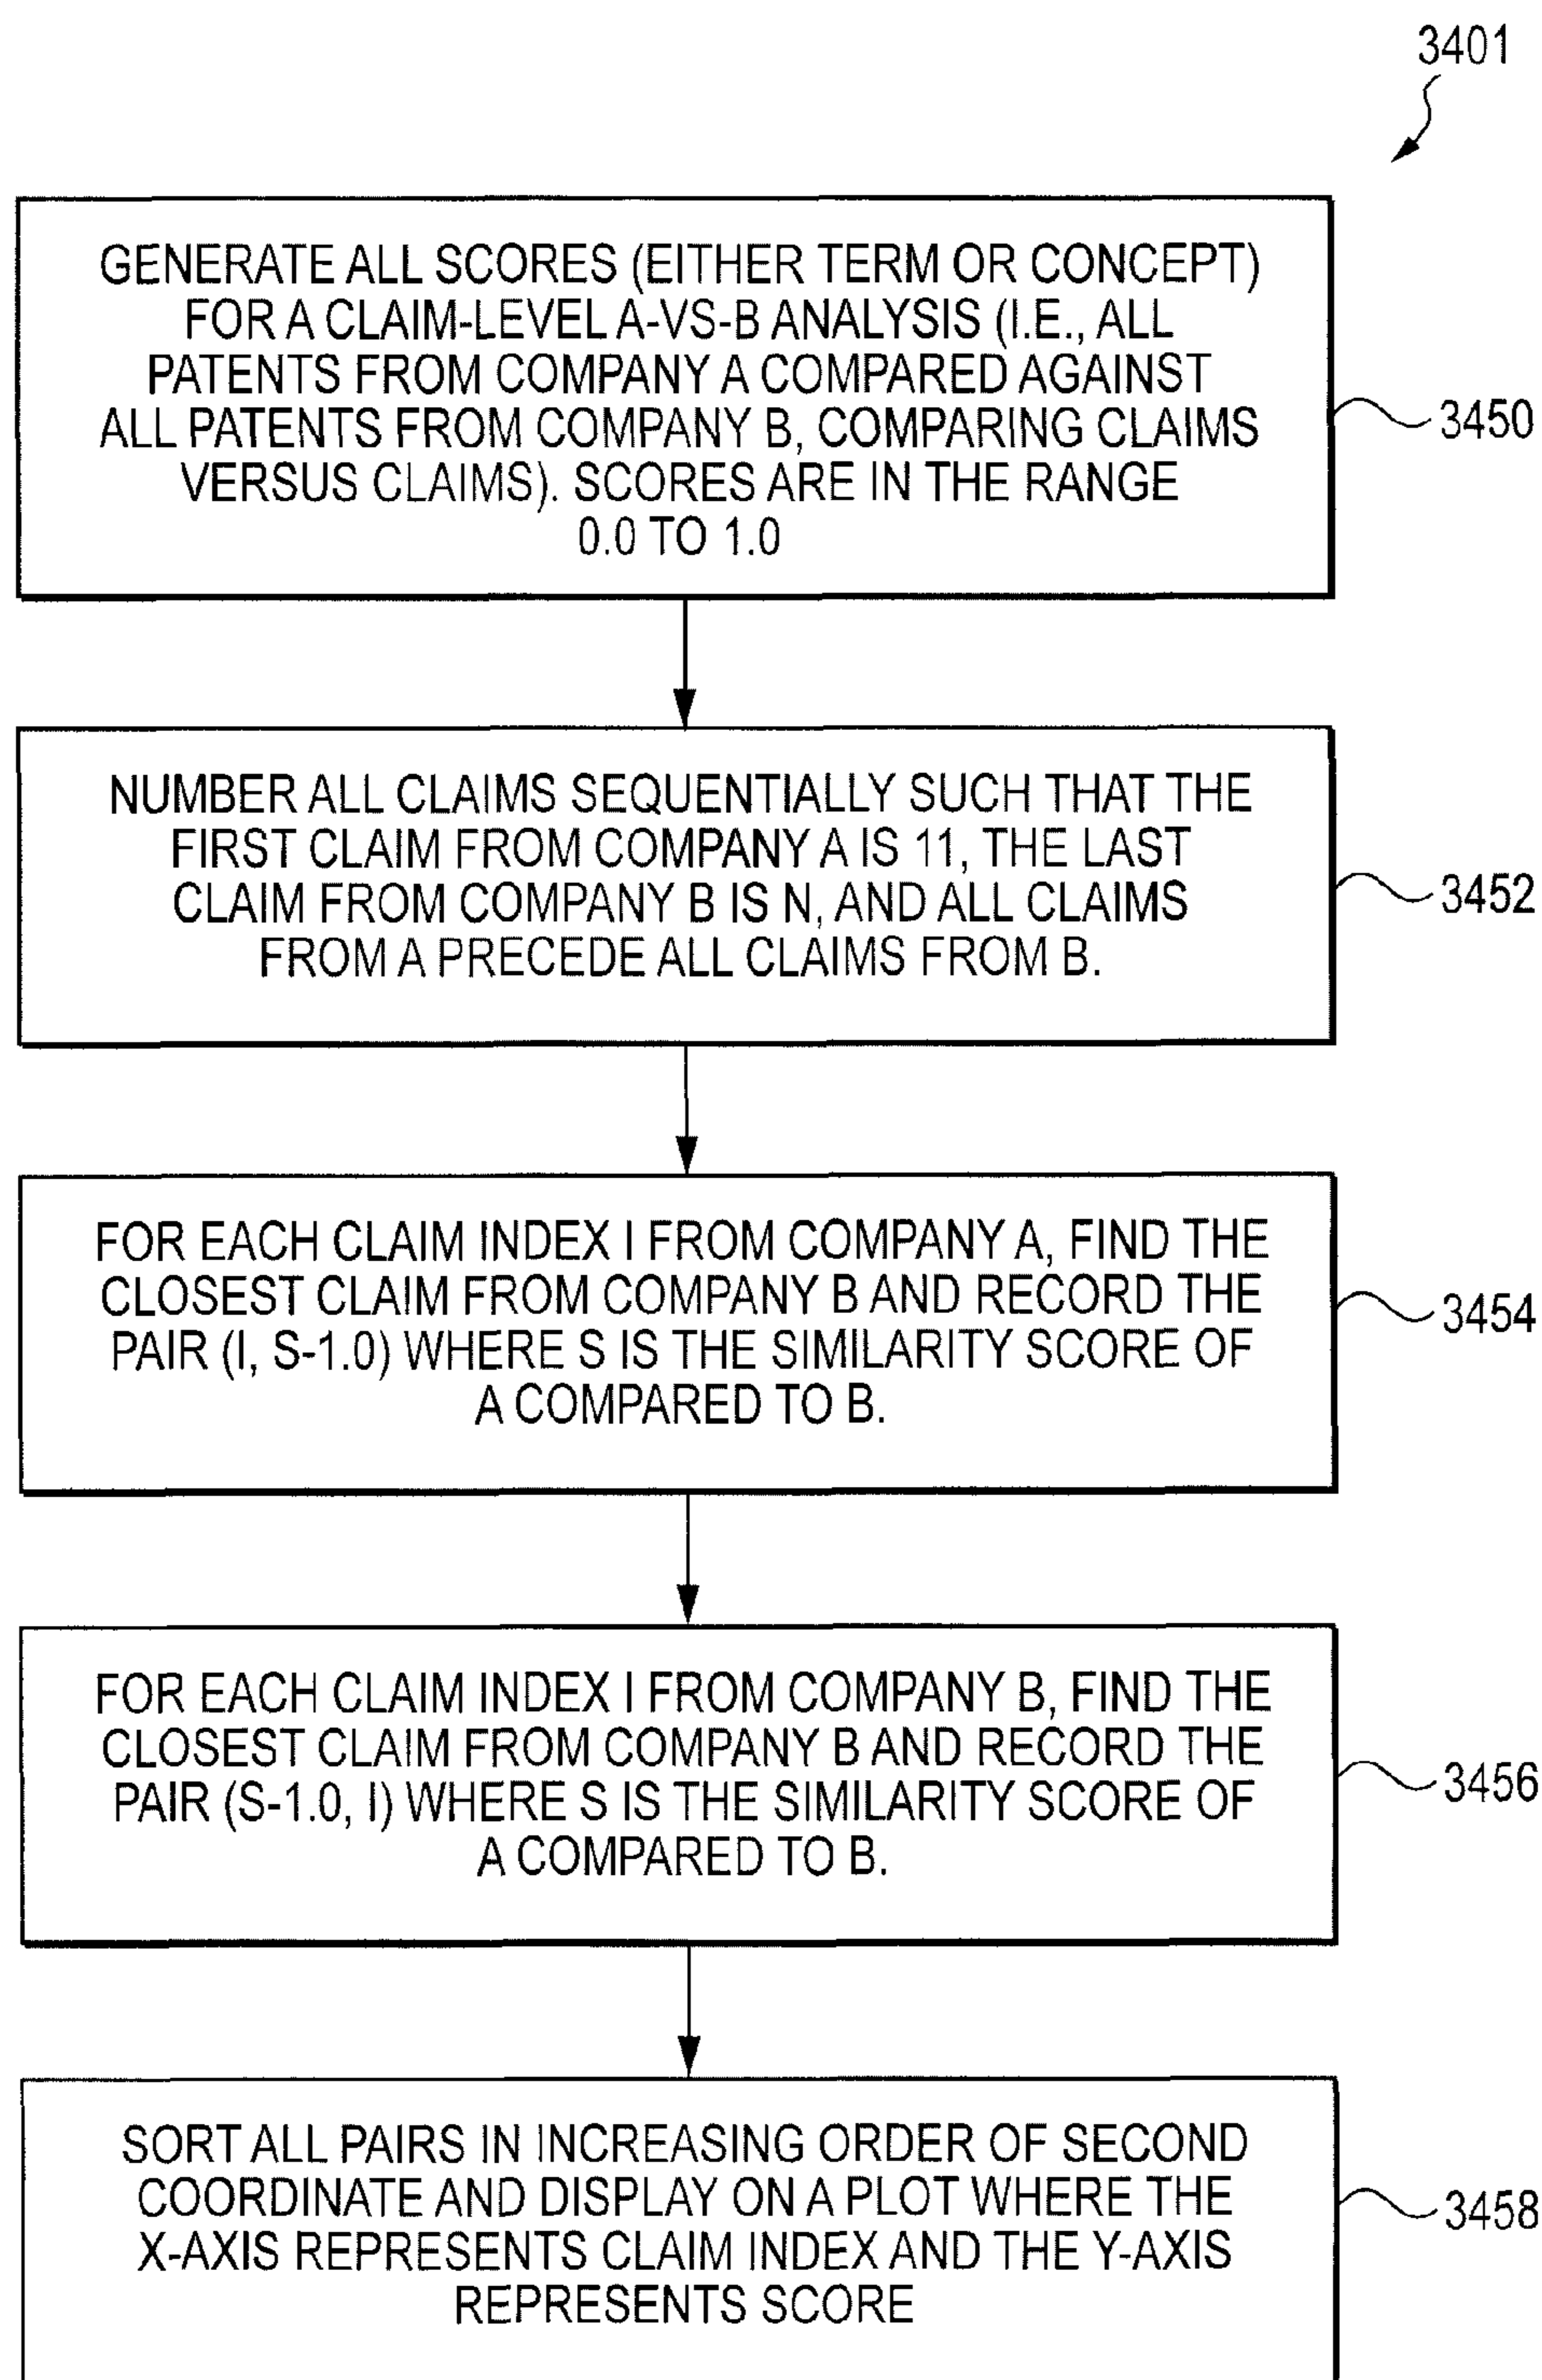 3401
GENERATE ALL SCORES (EITHER TERM OR CONCEPT)
FOR A CLAIM-LEVEL A-VS-B ANALYSIS (I.E., ALL
PATENTS FROM COMPANY A COMPARED AGAINST
ALL PATENTS FROM COMPANY B, COMPARING CLAIMS
VERSUS CLAIMS). SCORES ARE IN THE RANGE
0.0 TO 1.0
3450
NUMBER ALL CLAIMS SEQUENTIALLY SUCH THAT THE
FIRST CLAIM FROM COMPANY A IS 11, THE LAST
CLAIM FROM COMPANY B IS N, AND ALL CLAIMS
FROM A PRECEDE ALL CLAIMS FROM B.
3452
FOR EACH CLAIM INDEX I FROM COMPANY A, FIND THE
CLOSEST CLAIM FROM COMPANY B AND RECORD THE
PAIR (I, S-1.0) WHERE S IS THE SIMILARITY SCORE OF
A COMPARED TO B.
3454
FOR EACH CLAIM INDEX I FROM COMPANY B, FIND THE
CLOSEST CLAIM FROM COMPANY B AND RECORD THE
PAIR (S-1.0, I) WHERE S IS THE SIMILARITY SCORE OF
A COMPARED TO B.
3456
SORT ALL PAIRS IN INCREASING ORDER OF SECOND
COORDINATE AND DISPLAY ON A PLOT WHERE THE
X-AXIS REPRESENTS CLAIM INDEX AND THE Y-AXIS
REPRESENTS SCORE
3458